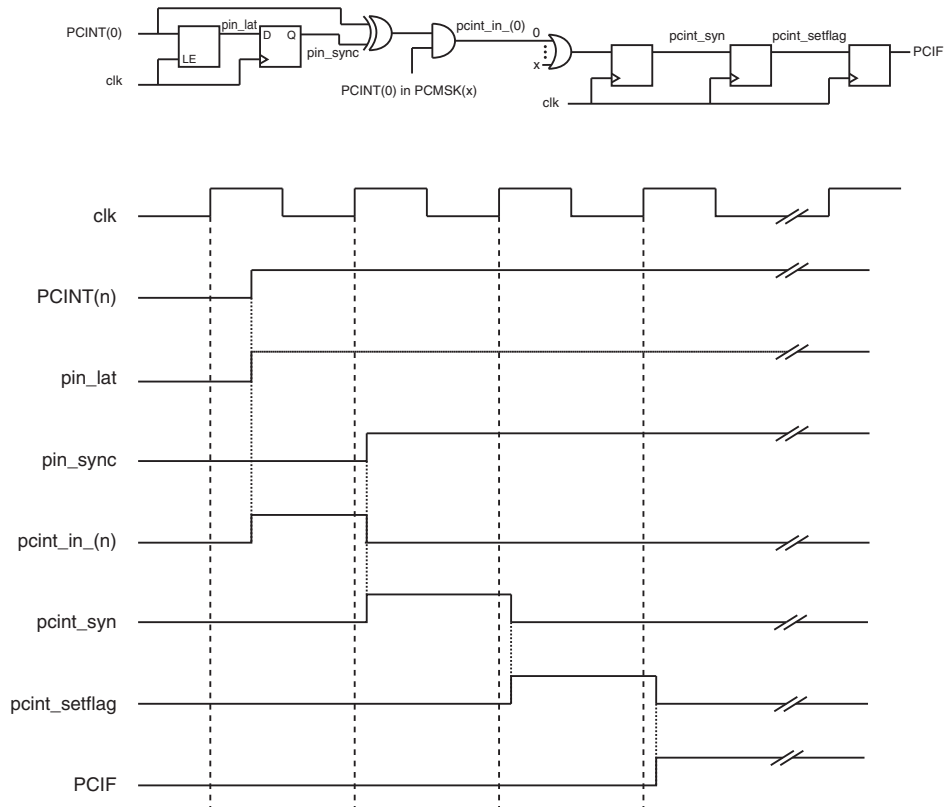 PCINT(0)
pin_lat
D Q
LE
pin_sync
clk
pcint_in_(0)
0
x
PCINT(0) in PCMSK(x)
pcint_syn
pcint_setflag
PCIF
clk
clk
PCINT(n)
pin_lat
pin_sync
pcint_in_(n)
pcint_syn
pcint_setflag
PCIF